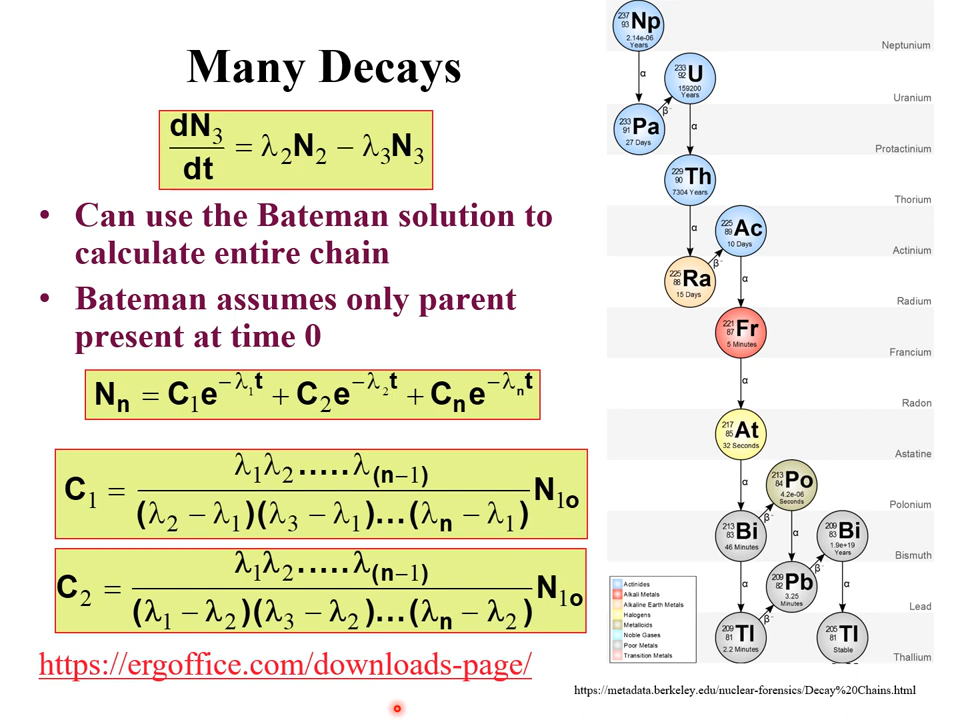 Many Decays
dN3/dt = λ2N2 − λ3N3
• Can use the Bateman solution to
calculate entire chain
• Bateman assumes only parent
present at time 0
Nn = C1e^−λ1t + C2e^−λ2t + Cne^−λnt
C1 = λ1λ2.....λ(n−1) / (λ2 − λ1)(λ3 − λ1)...(λn − λ1) N1o
C2 = λ1λ2.....λ(n−1) / (λ1 − λ2)(λ3 − λ2)...(λn − λ2) N1o
https://ergoffice.com/downloads-page/
237 93 Np
2.14e-06
Years
Neptunium
α
233 92 U
159200
Years
Uranium
β⁻
233 91 Pa
27 Days
α
Protactinium
229 90 Th
7304 Years
Thorium
α
225 89 Ac
10 Days
Actinium
β⁻
225 88 Ra
15 Days
α
Radium
221 87 Fr
5 Minutes
Francium
α
Radon
217 85 At
32 Seconds
Astatine
α
213 84 Po
4.2e-06
Seconds
Polonium
β⁻
213 83 Bi
46 Minutes
α
209 83 Bi
1.9e+19
Years
Bismuth
α
β⁻
209 82 Pb
3.25
Minutes
α
Lead
β⁻
209 81 Tl
2.2 Minutes
205 81 Tl
Stable
Thallium
Actinides
Alkali Metals
Alkaline Earth Metals
Halogens
Metalloids
Noble Gases
Poor Metals
Transition Metals
https://metadata.berkeley.edu/nuclear-forensics/Decay%20Chains.html